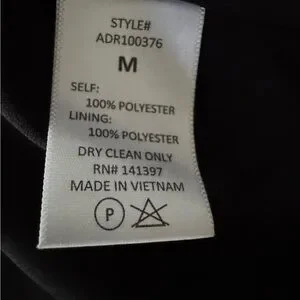 STYLE#
ADR100376
M
SELF:
100% POLYESTER
LINING:
100% POLYESTER
DRY CLEAN ONLY
RN# 141397
MADE IN VIETNAM
P